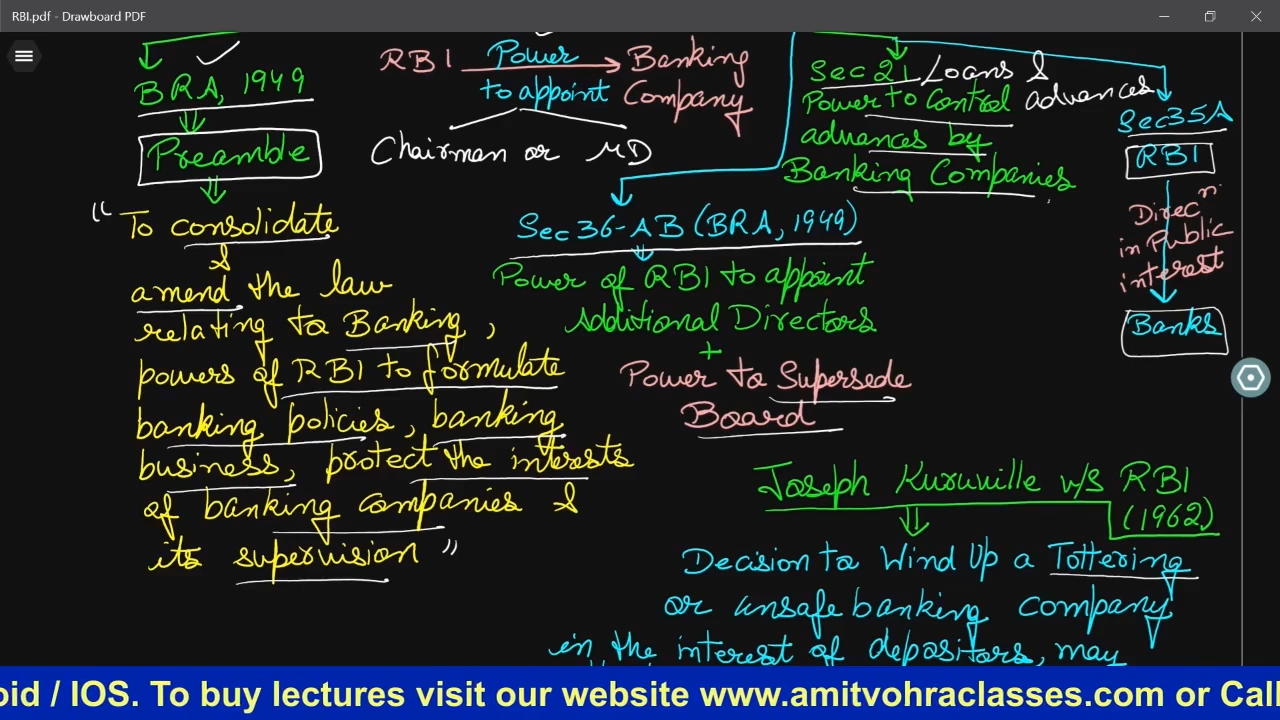 RBI.pdf - Drawboard PDF
BRA, 1949
Preamble
"To consolidate
&
amend the law
relating to Banking,
powers of RBI to formulate
banking policies, banking
business, protect the interests
of banking companies &
its supervision"
RBI Power to appoint Banking Company
Chairman or MD
Sec 36-AB (BRA, 1949)
Power of RBI to appoint
Additional Directors
+
Power to Supersede
Board
Sec 21 Loans & advances
Power to Control
advances by
Banking Companies
Sec 35A
RBI
Direcⁿ
in Public
interest
Banks
Joseph Kuruville v/s RBI
(1962)
Decision to Wind Up a Tottering
or unsafe banking company
in the interest of depositors, may
oid / IOS. To buy lectures visit our website www.amitvohraclasses.com or Call